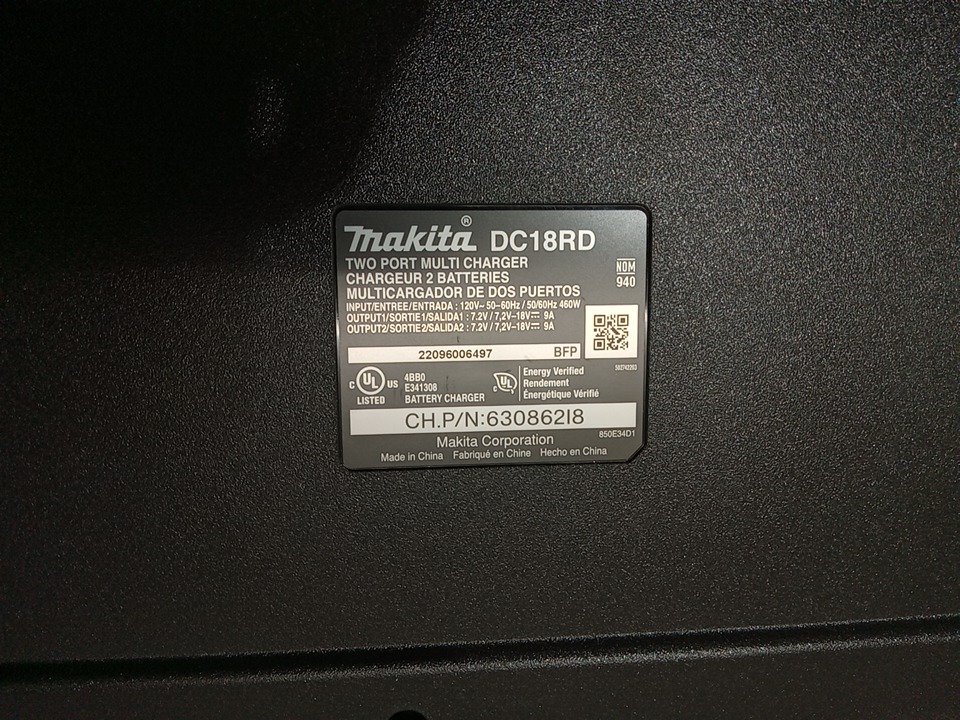 makita® DC18RD
TWO PORT MULTI CHARGER
CHARGEUR 2 BATTERIES
MULTICARGADOR DE DOS PUERTOS
NOM
940
INPUT/ENTREE/ENTRADA : 120V~ 50-60Hz / 50/60Hz 460W
OUTPUT1/SORTIE1/SALIDA1 : 7.2V / 7,2V-18V⎓ 9A
OUTPUT2/SORTIE2/SALIDA2 : 7.2V / 7,2V-18V⎓ 9A
22096006497 BFP
502742203
C UL US
LISTED
4BB0
E341308
BATTERY CHARGER
C UL
Energy Verified
Rendement
Énergétique Vérifié
CH.P/N:630862I8
Makita Corporation
850E34D1
Made in China Fabriqué en Chine Hecho en China